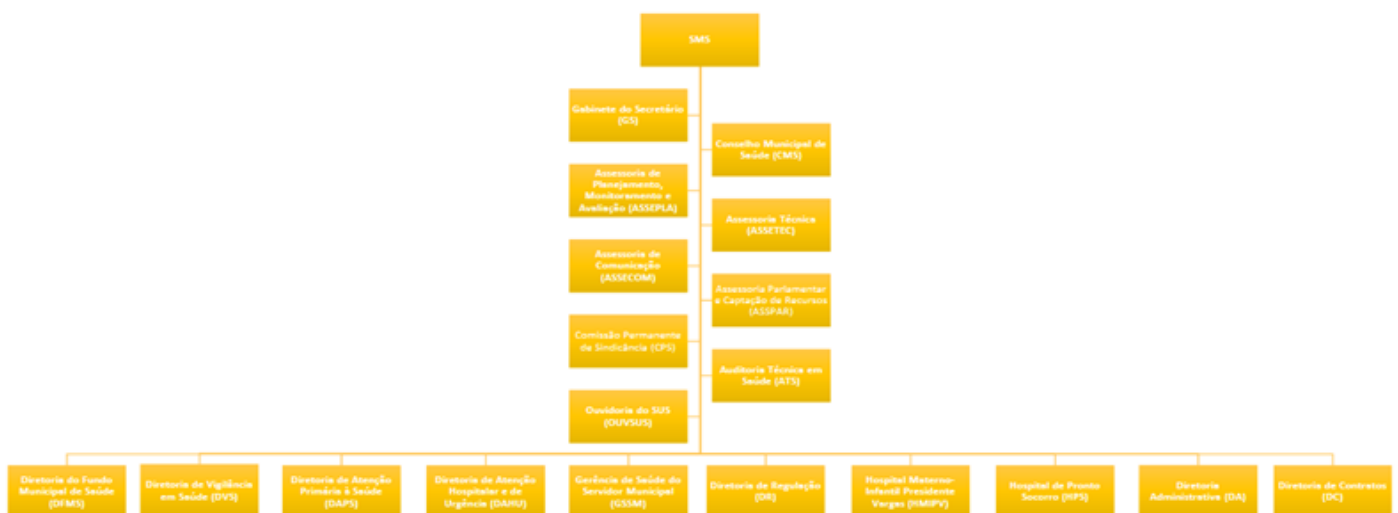 SMS
Gabinete do Secretário
(GS)
Conselho Municipal de
Saúde (CMS)
Assessoria de
Planejamento,
Monitoramento e
Avaliação (ASSEPLA)
Assessoria Técnica
(ASSETEC)
Assessoria de
Comunicação
(ASSECOM)
Assessoria Parlamentar
e Captação de Recursos
(ASSPAR)
Comissão Permanente
de Sindicância (CPS)
Auditoria Técnica em
Saúde (ATS)
Ouvidoria do SUS
(OUVSUS)
Diretoria do Fundo
Municipal de Saúde
(DFMS)
Diretoria de Vigilância
em Saúde (DVS)
Diretoria de Atenção
Primária à Saúde
(DAPS)
Diretoria de Atenção
Hospitalar e de
Urgência (DAHU)
Gerência de Saúde do
Servidor Municipal
(GSSM)
Diretoria de Regulação
(DR)
Hospital Materno-
Infantil Presidente
Vargas (HMIPV)
Hospital de Pronto
Socorro (HPS)
Diretoria
Administrativa (DA)
Diretoria de Contratos
(DC)